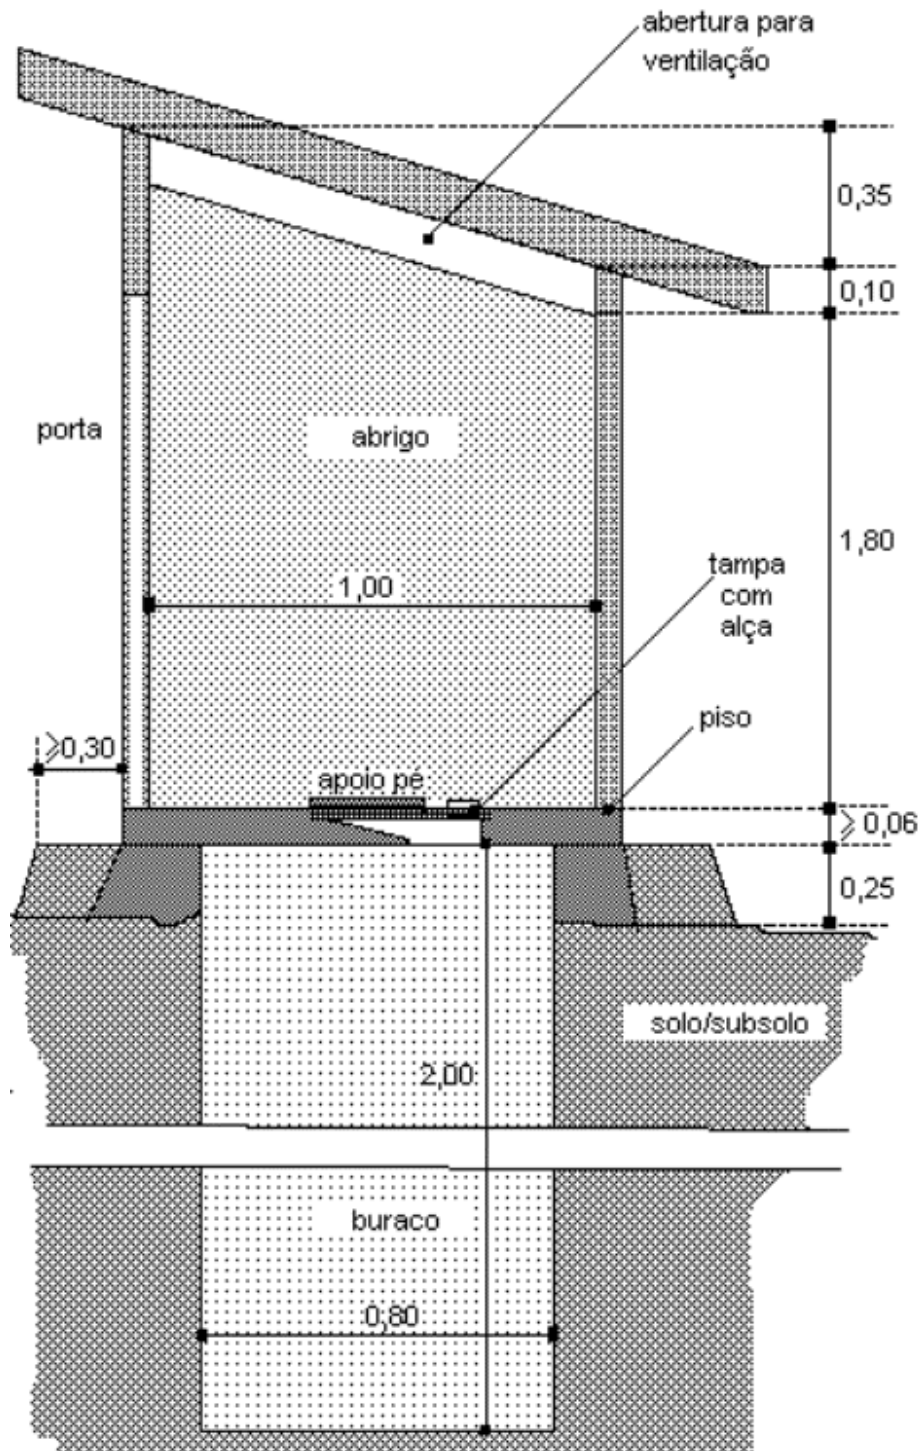 abertura para
ventilação
0,35
0,10
porta
abrigo
1,80
tampa
com
alça
1,00
piso
≥0,30
apoio pé
≥ 0,06
0,25
solo/subsolo
2,00
buraco
0,80